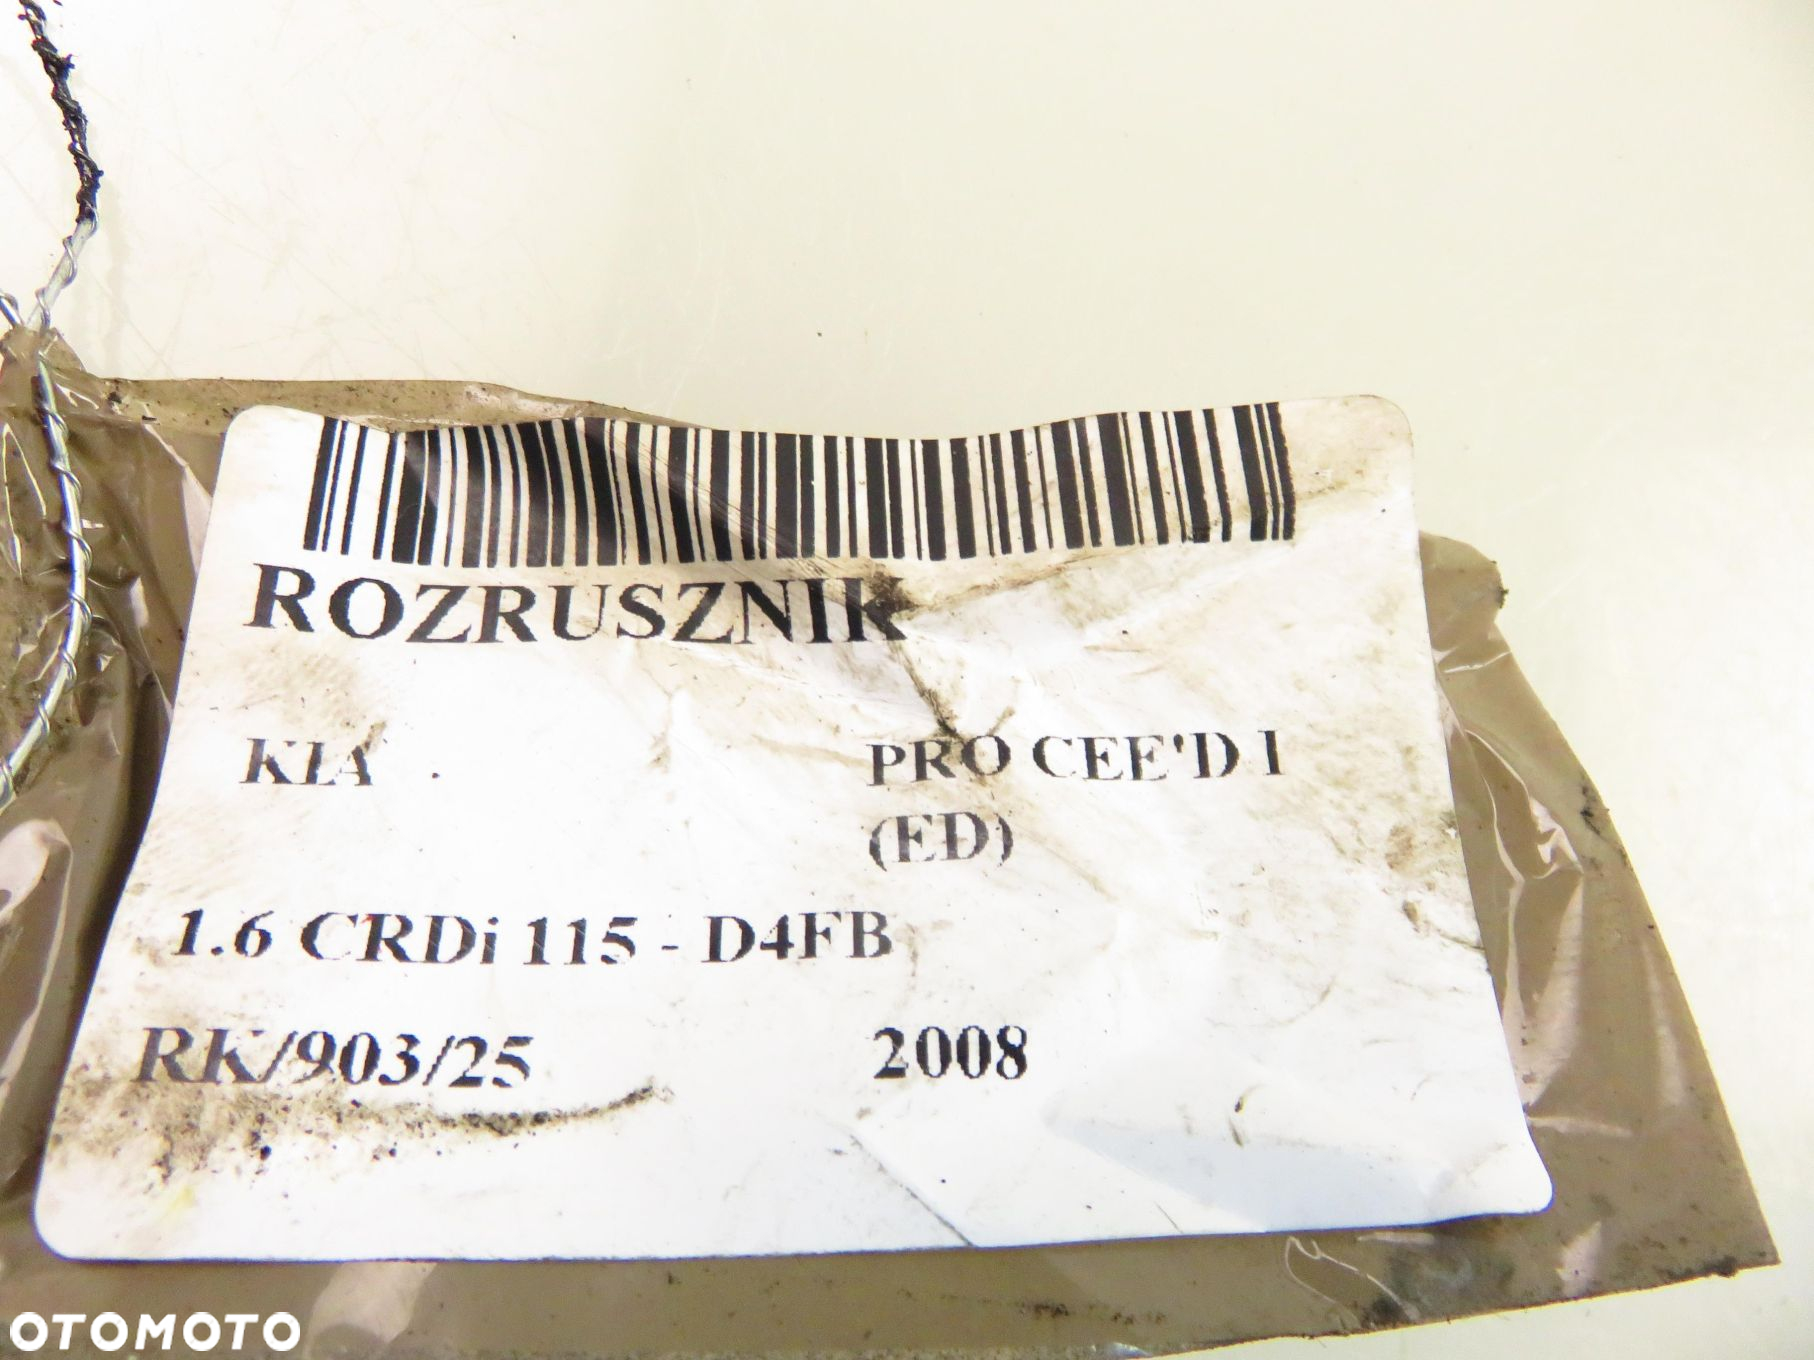 ROZRUSZNIK
KIA
PRO CEE'D I
(ED)
1.6 CRDi 115 - D4FB
RK/903/25
2008
OTOMOTO